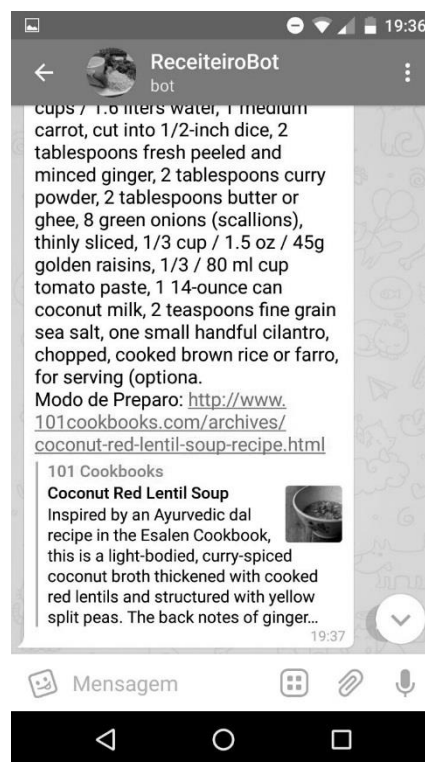 19:36
ReceiteiroBot
bot
cups / 1.6 liters water, 1 medium
carrot, cut into 1/2-inch dice, 2
tablespoons fresh peeled and
minced ginger, 2 tablespoons curry
powder, 2 tablespoons butter or
ghee, 8 green onions (scallions),
thinly sliced, 1/3 cup / 1.5 oz / 45g
golden raisins, 1/3 / 80 ml cup
tomato paste, 1 14-ounce can
coconut milk, 2 teaspoons fine grain
sea salt, one small handful cilantro,
chopped, cooked brown rice or farro,
for serving (optiona.
Modo de Preparo: http://www.
101cookbooks.com/archives/
coconut-red-lentil-soup-recipe.html
101 Cookbooks
Coconut Red Lentil Soup
Inspired by an Ayurvedic dal
recipe in the Esalen Cookbook,
this is a light-bodied, curry-spiced
coconut broth thickened with cooked
red lentils and structured with yellow
split peas. The back notes of ginger...
19:37
Mensagem